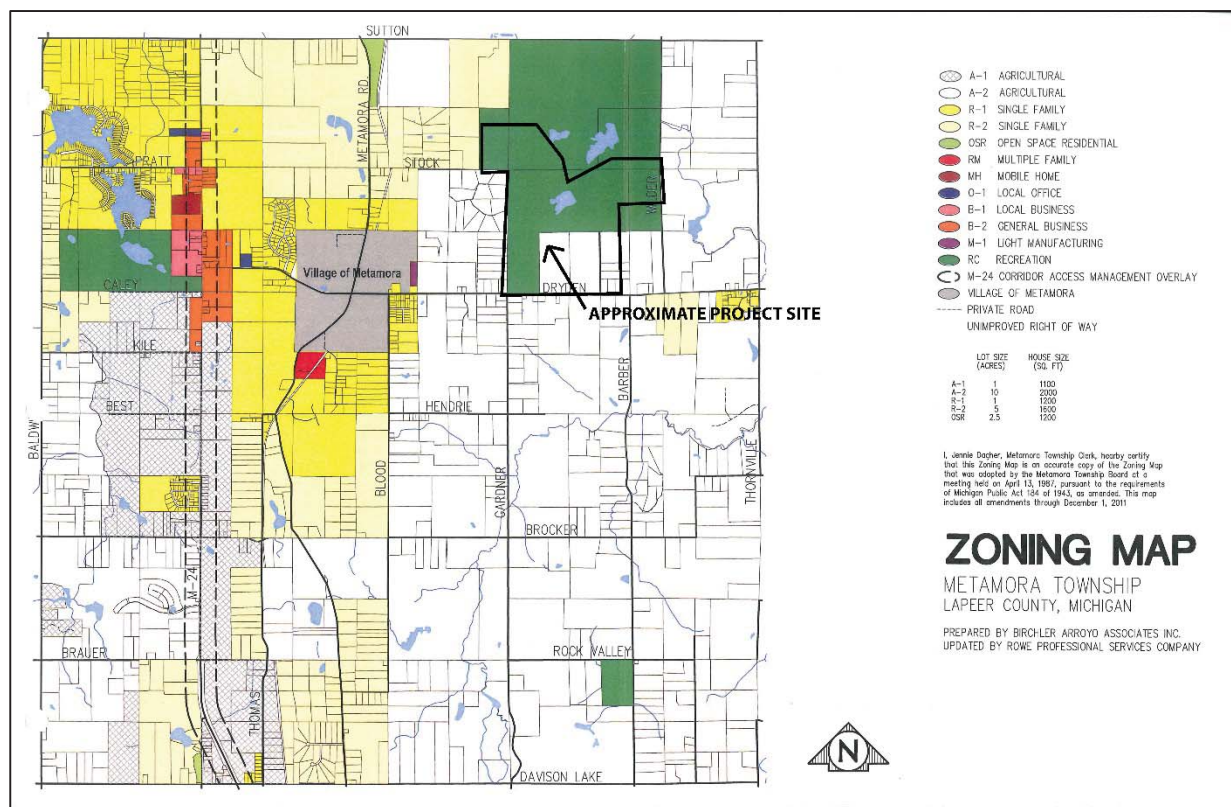 SUTTON
METAMORA RD.
PRATT
STOCK
WILDER
Village of Metamora
CALEY
DRYDEN
APPROXIMATE PROJECT SITE
KILE
BARBER
BEST
HENDRIE
BALDW
BLOOD
GARDNER
THORNVILLE
BROCKER
M-24
BRAUER
ROCK VALLEY
THOMAS
DAVISON LAKE
A-1 AGRICULTURAL
A-2 AGRICULTURAL
R-1 SINGLE FAMILY
R-2 SINGLE FAMILY
OSR OPEN SPACE RESIDENTIAL
RM MULTIPLE FAMILY
MH MOBILE HOME
O-1 LOCAL OFFICE
B-1 LOCAL BUSINESS
B-2 GENERAL BUSINESS
M-1 LIGHT MANUFACTURING
RC RECREATION
M-24 CORRIDOR ACCESS MANAGEMENT OVERLAY
VILLAGE OF METAMORA
PRIVATE ROAD
UNIMPROVED RIGHT OF WAY
LOT SIZE HOUSE SIZE
(ACRES) (SQ. FT)
A-1 1 1100
A-2 10 2000
R-1 1 1200
R-2 5 1600
OSR 2.5 1200
I, Jennie Dagher, Metamora Township Clerk, hearby certify
that this Zoning Map is an accurate copy of the Zoning Map
that was adopted by the Metamora Township Board at a
meeting held on April 13, 1987, pursuant to the requirements
of Michigan Public Act 184 of 1943, as amended. This map
includes all amendments through December 1, 2011
ZONING MAP
METAMORA TOWNSHIP
LAPEER COUNTY, MICHIGAN
PREPARED BY BIRCHLER ARROYO ASSOCIATES INC.
UPDATED BY ROWE PROFESSIONAL SERVICES COMPANY
N